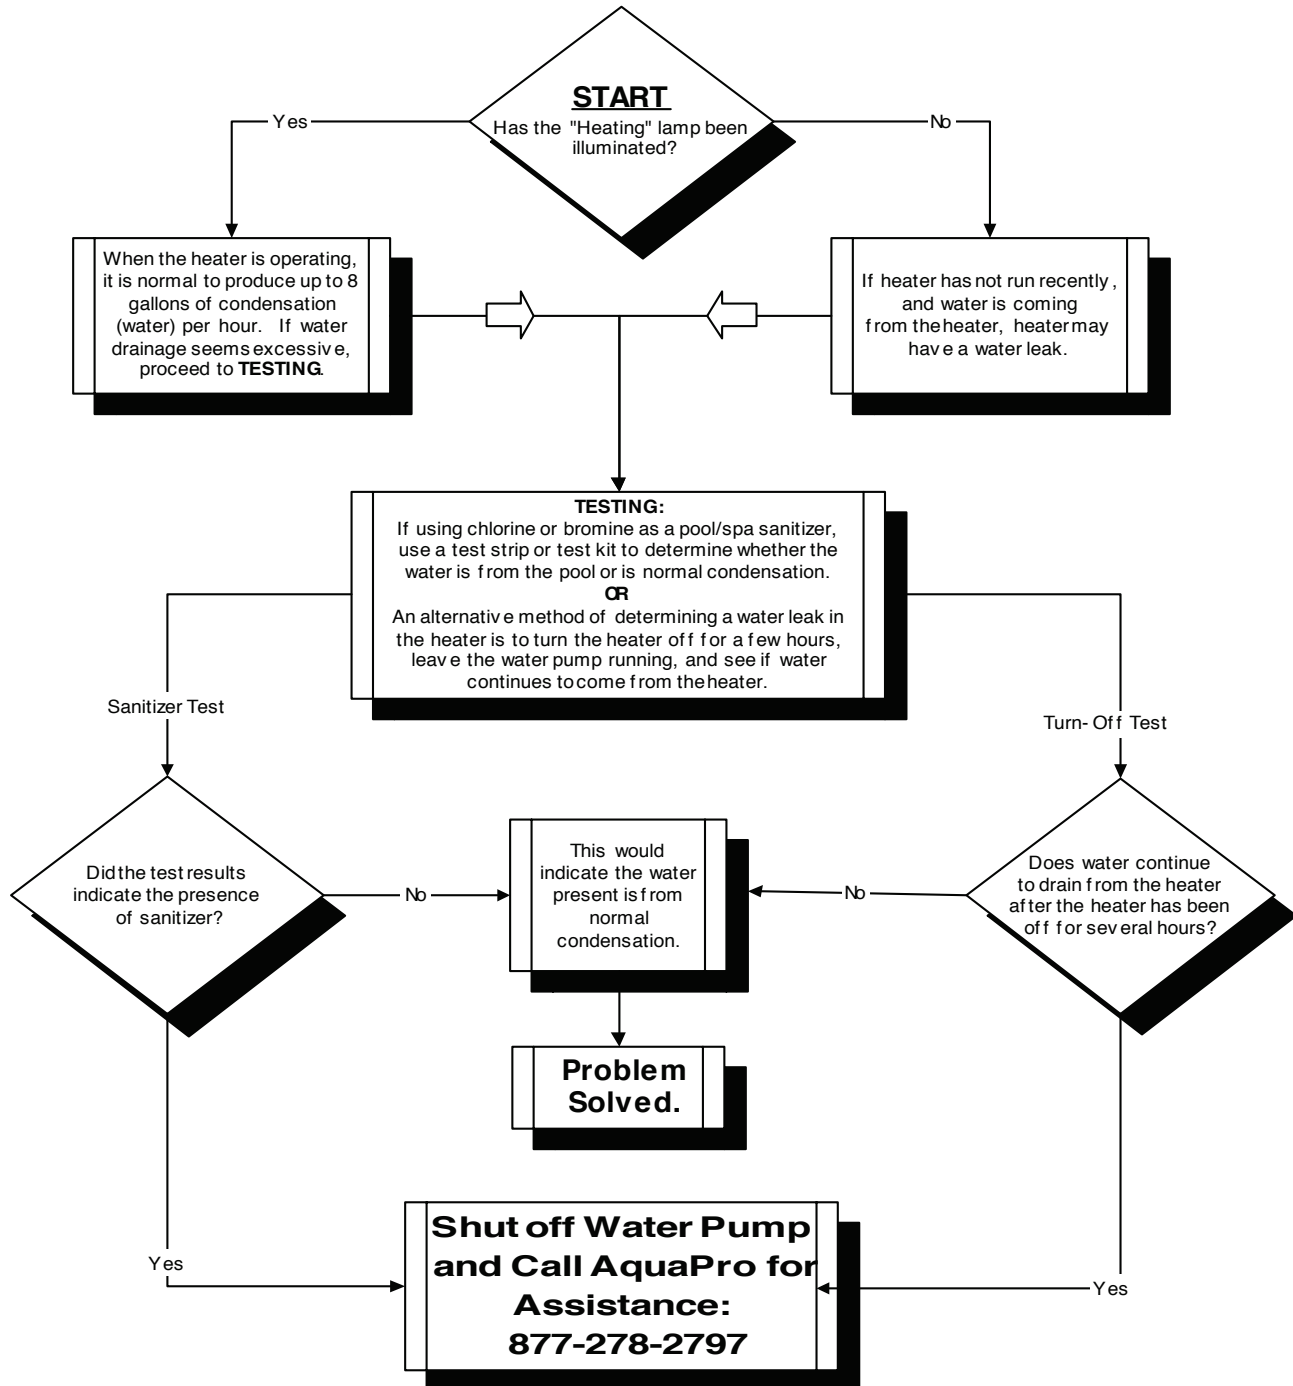 START
Has the "Heating" lamp been
illuminated?
Yes
No
When the heater is operating,
it is normal to produce up to 8
gallons of condensation
(water) per hour. If water
drainage seems excessive,
proceed to TESTING.
If heater has not run recently,
and water is coming
from the heater, heater may
have a water leak.
TESTING:
If using chlorine or bromine as a pool/spa sanitizer,
use a test strip or test kit to determine whether the
water is from the pool or is normal condensation.
OR
An alternative method of determining a water leak in
the heater is to turn the heater off for a few hours,
leave the water pump running, and see if water
continues to come from the heater.
Sanitizer Test
Turn-Off Test
Did the test results
indicate the presence
of sanitizer?
No
This would
indicate the water
present is from
normal
condensation.
No
Does water continue
to drain from the heater
after the heater has been
off for several hours?
Problem
Solved.
Yes
Shut off Water Pump
and Call AquaPro for
Assistance:
877-278-2797
Yes